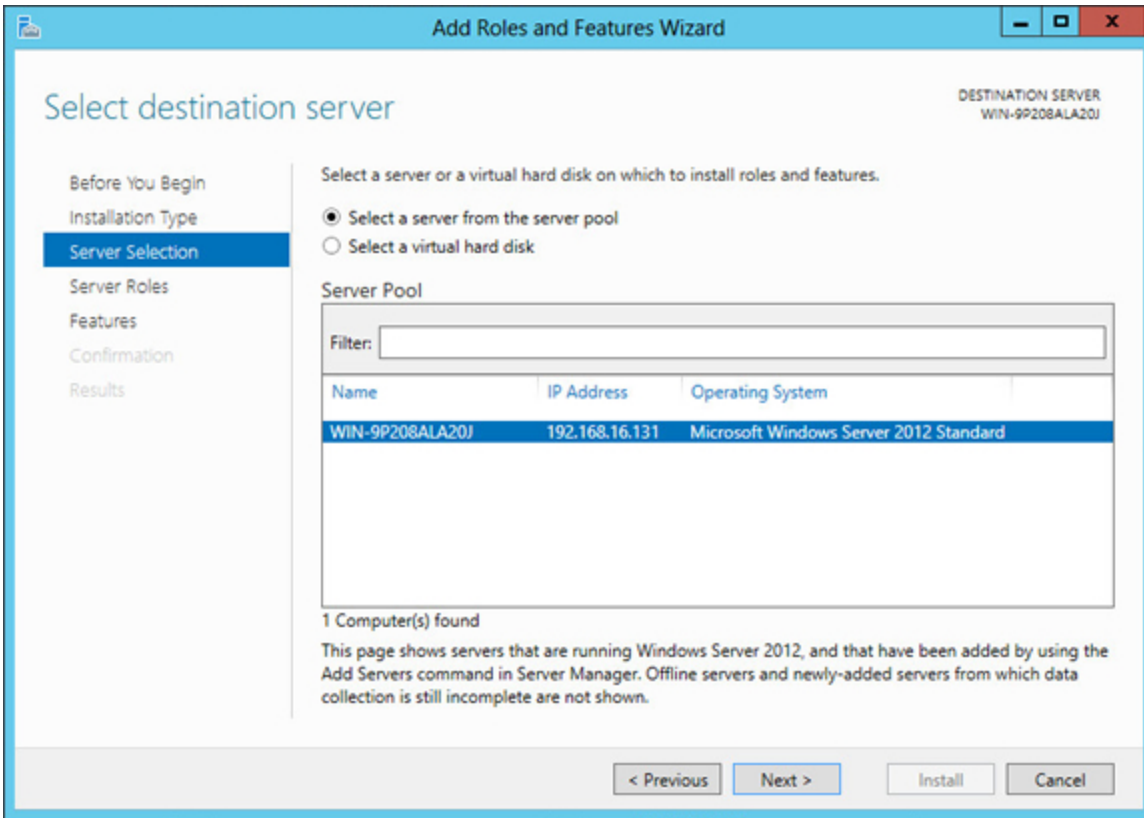 Add Roles and Features Wizard
Select destination server
DESTINATION SERVER
WIN-9P208ALA20J
Before You Begin
Installation Type
Server Selection
Server Roles
Features
Confirmation
Results
Select a server or a virtual hard disk on which to install roles and features.
Select a server from the server pool
Select a virtual hard disk
Server Pool
Filter:
Name IP Address Operating System
WIN-9P208ALA20J 192.168.16.131 Microsoft Windows Server 2012 Standard
1 Computer(s) found
This page shows servers that are running Windows Server 2012, and that have been added by using the
Add Servers command in Server Manager. Offline servers and newly-added servers from which data
collection is still incomplete are not shown.
< Previous Next > Install Cancel